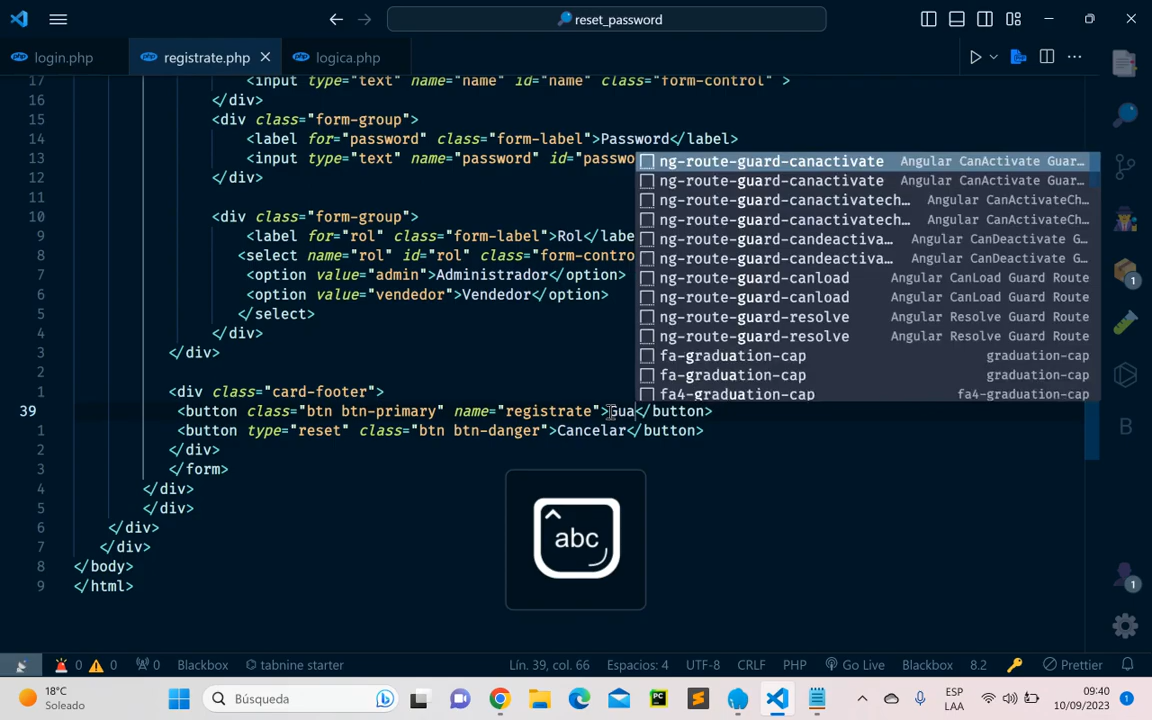 reset_password
login.php
registrate.php
logica.php
17 <input type="text" name="name" id="name" class="form-control" >
16 </div>
15 <div class="form-group">
14 <label for="password" class="form-label">Password</label>
13 <input type="text" name="password" id="passwo
12 </div>
11
10 <div class="form-group">
9 <label for="rol" class="form-label">Rol</labe
8 <select name="rol" id="rol" class="form-contro
7 <option value="admin">Administrador</option>
6 <option value="vendedor">Vendedor</option>
5 </select>
4 </div>
3 </div>
2
1 <div class="card-footer">
39 <button class="btn btn-primary" name="registrate">Gua</button>
1 <button type="reset" class="btn btn-danger">Cancelar</button>
2 </div>
3 </form>
4 </div>
5 </div>
6 </div>
7 </div>
8 </body>
9 </html>
ng-route-guard-canactivate Angular CanActivate Guar…
ng-route-guard-canactivate Angular CanActivate Guar…
ng-route-guard-canactivatech… Angular CanActivateCh…
ng-route-guard-canactivatech… Angular CanActivateCh…
ng-route-guard-candeactiva… Angular CanDeactivate G…
ng-route-guard-candeactiva… Angular CanDeactivate G…
ng-route-guard-canload Angular CanLoad Guard Route
ng-route-guard-canload Angular CanLoad Guard Route
ng-route-guard-resolve Angular Resolve Guard Route
ng-route-guard-resolve Angular Resolve Guard Route
fa-graduation-cap graduation-cap
fa-graduation-cap graduation-cap
fa4-graduation-cap fa4-graduation-cap
abc
1
B
1
0 0 0 Blackbox tabnine starter Lín. 39, col. 66 Espacios: 4 UTF-8 CRLF PHP Go Live Blackbox 8.2 Prettier
18°C
Soleado
Búsqueda
PC
ESP
LAA
09:40
10/09/2023
1